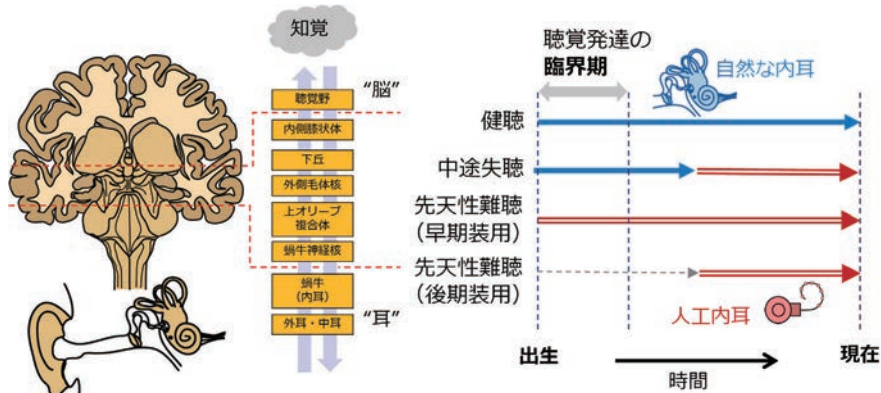 知覚
聴覚野
“脳”
内側膝状体
下丘
外側毛体核
上オリーブ
複合体
蝸牛神経核
蝸牛
(内耳)
外耳・中耳
“耳”
聴覚発達の
臨界期
自然な内耳
健聴
中途失聴
先天性難聴
(早期装用)
先天性難聴
(後期装用)
人工内耳
出生
現在
時間